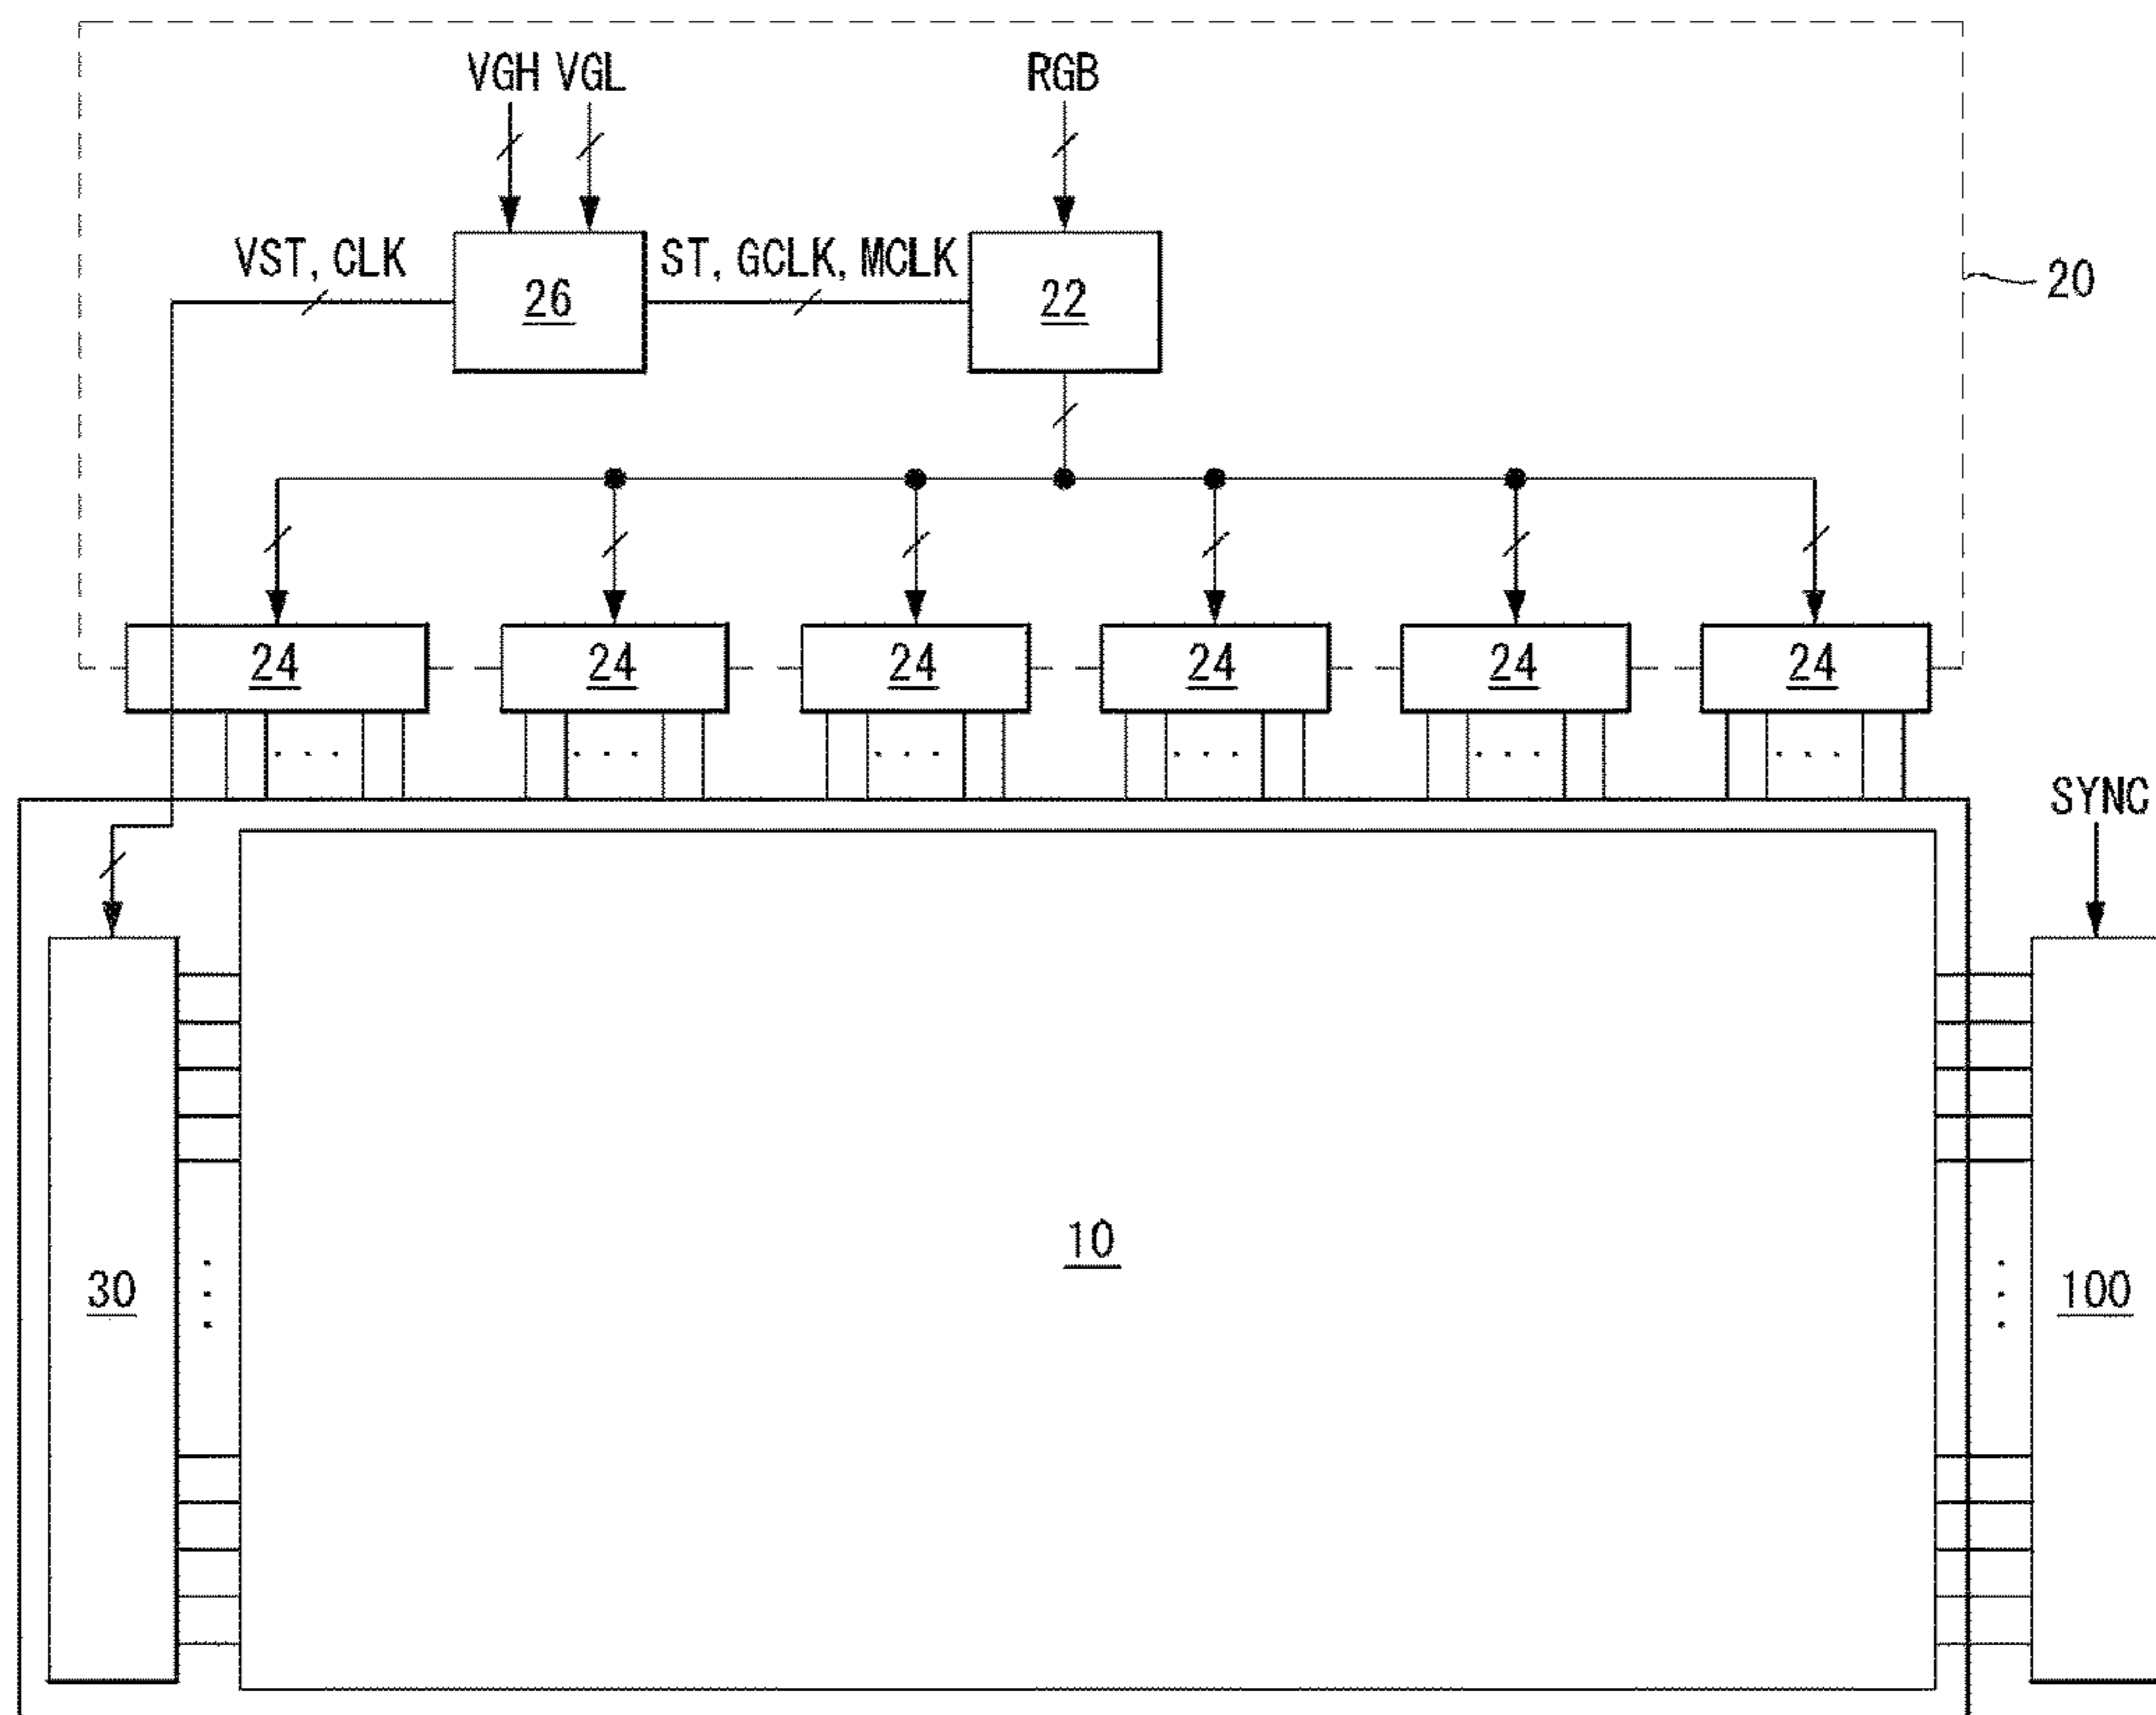 VGH VGL
RGB
VST, CLK
26
ST, GCLK, MCLK
22
20
24
24
24
24
24
24
SYNC
10
30
100